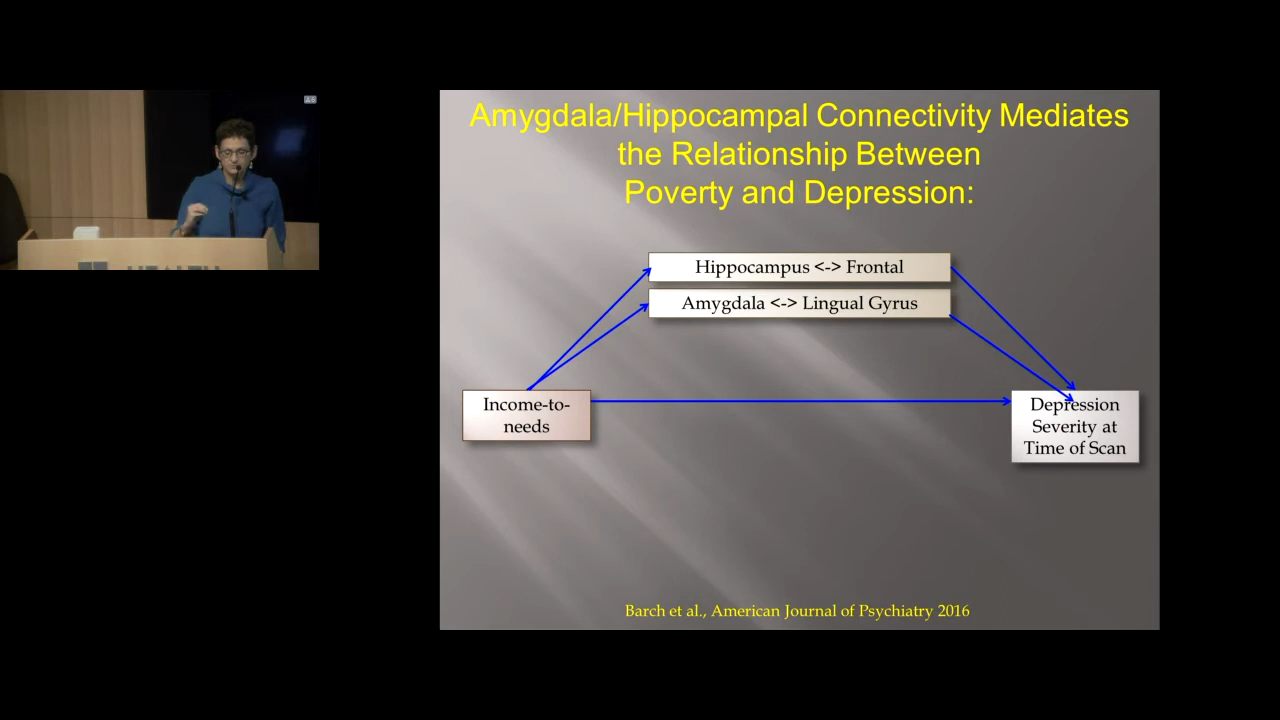 Amygdala/Hippocampal Connectivity Mediates
the Relationship Between
Poverty and Depression:
Hippocampus <-> Frontal
Amygdala <-> Lingual Gyrus
Income-to-
needs
Depression
Severity at
Time of Scan
Barch et al., American Journal of Psychiatry 2016